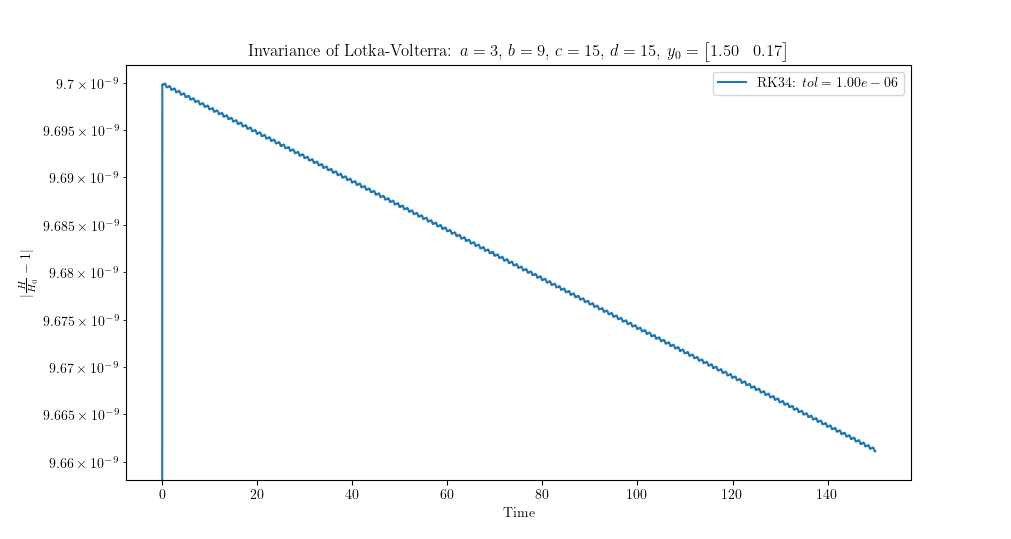 Invariance of Lotka-Volterra: a = 3, b = 9, c = 15, d = 15, y₀ = [1.50 0.17]
RK34: tol = 1.00e − 06
9.7 × 10⁻⁹
9.695 × 10⁻⁹
9.69 × 10⁻⁹
9.685 × 10⁻⁹
9.68 × 10⁻⁹
9.675 × 10⁻⁹
9.67 × 10⁻⁹
9.665 × 10⁻⁹
9.66 × 10⁻⁹
|H/H₀ − 1|
0 20 40 60 80 100 120 140
Time